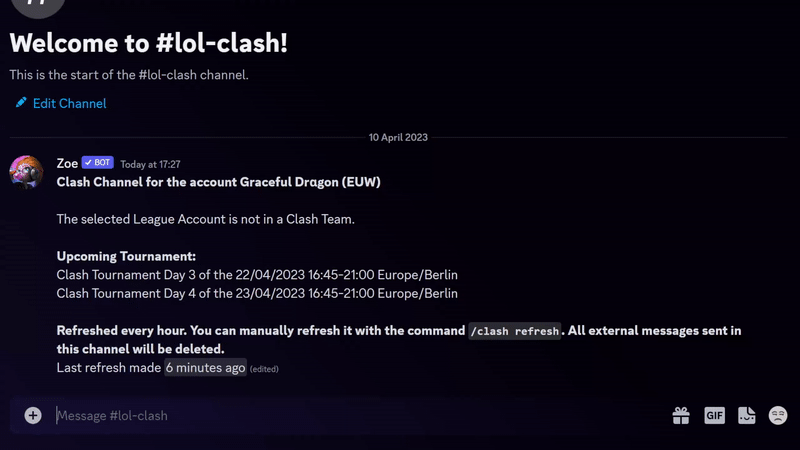 Welcome to #lol-clash!
This is the start of the #lol-clash channel.
Edit Channel
10 April 2023
Zoe ✓ BOT Today at 17:27
Clash Channel for the account Graceful Dragon (EUW)
The selected League Account is not in a Clash Team.
Upcoming Tournament:
Clash Tournament Day 3 of the 22/04/2023 16:45-21:00 Europe/Berlin
Clash Tournament Day 4 of the 23/04/2023 16:45-21:00 Europe/Berlin
Refreshed every hour. You can manually refresh it with the command /clash refresh. All external messages sent in
this channel will be deleted.
Last refresh made 6 minutes ago (edited)
Message #lol-clash
GIF